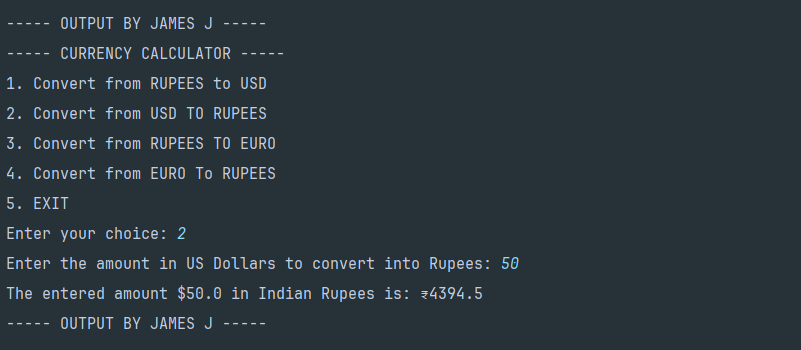 ----- OUTPUT BY JAMES J -----
----- CURRENCY CALCULATOR -----
1. Convert from RUPEES to USD
2. Convert from USD TO RUPEES
3. Convert from RUPEES TO EURO
4. Convert from EURO To RUPEES
5. EXIT
Enter your choice: 2
Enter the amount in US Dollars to convert into Rupees: 50
The entered amount $50.0 in Indian Rupees is: ₹4394.5
----- OUTPUT BY JAMES J -----